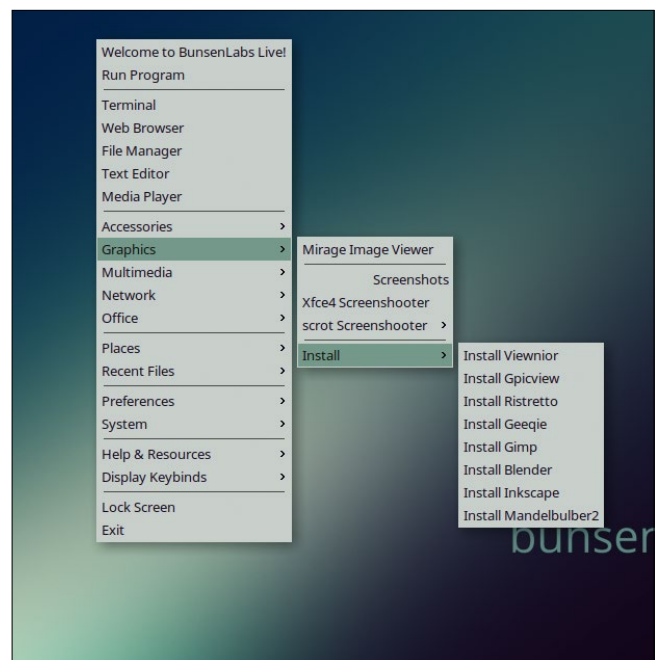 Welcome to BunsenLabs Live!
Run Program
Terminal
Web Browser
File Manager
Text Editor
Media Player
Accessories
Graphics
Multimedia
Network
Office
Places
Recent Files
Preferences
System
Help & Resources
Display Keybinds
Lock Screen
Exit
Mirage Image Viewer
Screenshots
Xfce4 Screenshooter
scrot Screenshooter
Install
Install Viewnior
Install Gpicview
Install Ristretto
Install Geeqie
Install Gimp
Install Blender
Install Inkscape
Install Mandelbulber2
bunsen